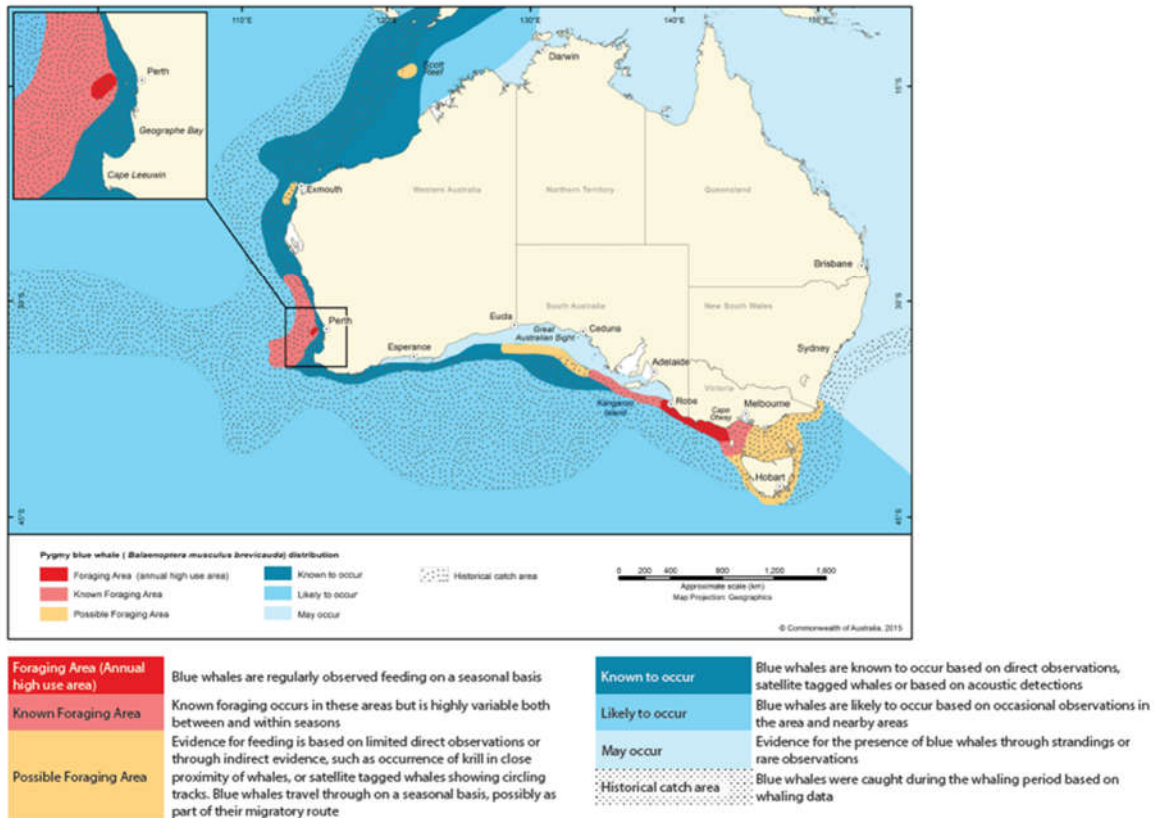 110°E
120°E
130°E
140°E
150°E
Perth
Geographe Bay
Cape Leeuwin
Scott
Reef
Darwin
15°S
Exmouth
Western Australia
Northern Territory
Queensland
Brisbane
30°S
30°S
South Australia
New South Wales
Perth
Eucla
Great
Australian Bight
Ceduna
Esperance
Sydney
Adelaide
Victoria
Kangaroo
Island
Robe
Cape
Otway
Melbourne
Hobart
45°S
45°S
Pygmy blue whale ( Balaenoptera musculus brevicauda) distribution
Foraging Area (annual high use area)
Known Foraging Area
Possible Foraging Area
Known to occur
Likely to occur
May occur
Historical catch area
0 200 400 800 1,200 1,600
Approximate scale (km)
Map Projection: Geographics
© Commonwealth of Australia, 2015
Foraging Area (Annual
high use area)
Blue whales are regularly observed feeding on a seasonal basis
Known Foraging Area
Known foraging occurs in these areas but is highly variable both
between and within seasons
Possible Foraging Area
Evidence for feeding is based on limited direct observations or
through indirect evidence, such as occurrence of krill in close
proximity of whales, or satellite tagged whales showing circling
tracks. Blue whales travel through on a seasonal basis, possibly as
part of their migratory route
Known to occur
Blue whales are known to occur based on direct observations,
satellite tagged whales or based on acoustic detections
Likely to occur
Blue whales are likely to occur based on occasional observations in
the area and nearby areas
May occur
Evidence for the presence of blue whales through strandings or
rare observations
Historical catch area
Blue whales were caught during the whaling period based on
whaling data